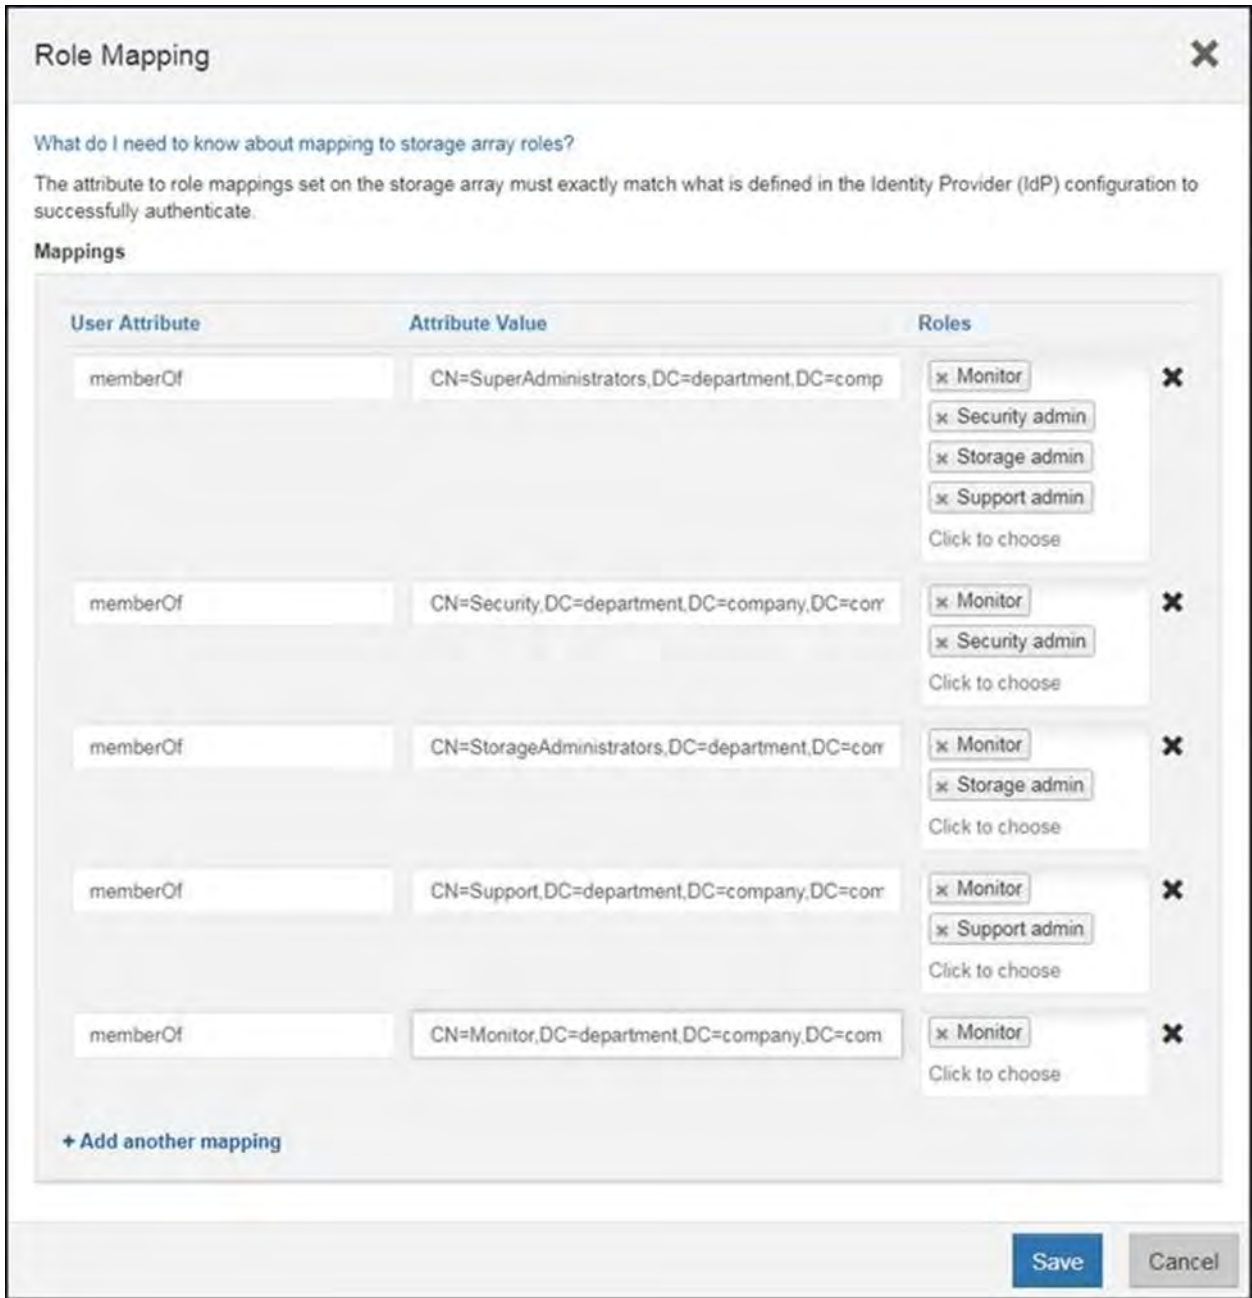 Role Mapping
What do I need to know about mapping to storage array roles?
The attribute to role mappings set on the storage array must exactly match what is defined in the Identity Provider (IdP) configuration to
successfully authenticate.
Mappings
User Attribute Attribute Value Roles
memberOf CN=SuperAdministrators,DC=department,DC=comp × Monitor
× Security admin
× Storage admin
× Support admin
Click to choose
memberOf CN=Security,DC=department,DC=company,DC=com × Monitor
× Security admin
Click to choose
memberOf CN=StorageAdministrators,DC=department,DC=com × Monitor
× Storage admin
Click to choose
memberOf CN=Support,DC=department,DC=company,DC=com × Monitor
× Support admin
Click to choose
memberOf CN=Monitor,DC=department,DC=company,DC=com × Monitor
Click to choose
+ Add another mapping
Save Cancel